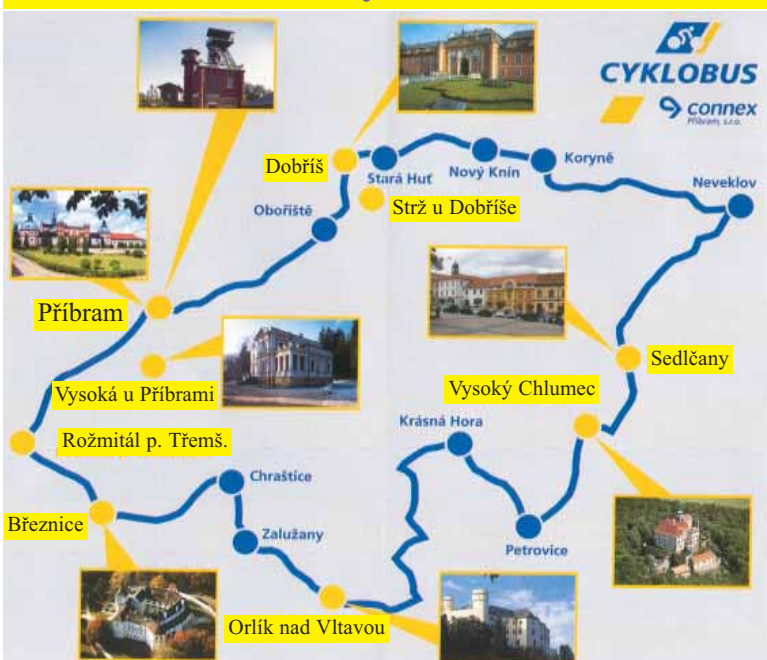 CYKLOBUS
connex
Příbram, s.r.o.
Dobříš
Stará Huť
Nový Knín
Koryně
Neveklov
Obořiště
Strž u Dobříše
Příbram
Sedlčany
Vysoká u Příbrami
Vysoký Chlumec
Krásná Hora
Rožmitál p. Třemš.
Chraštice
Březnice
Zalužany
Petrovice
Orlík nad Vltavou